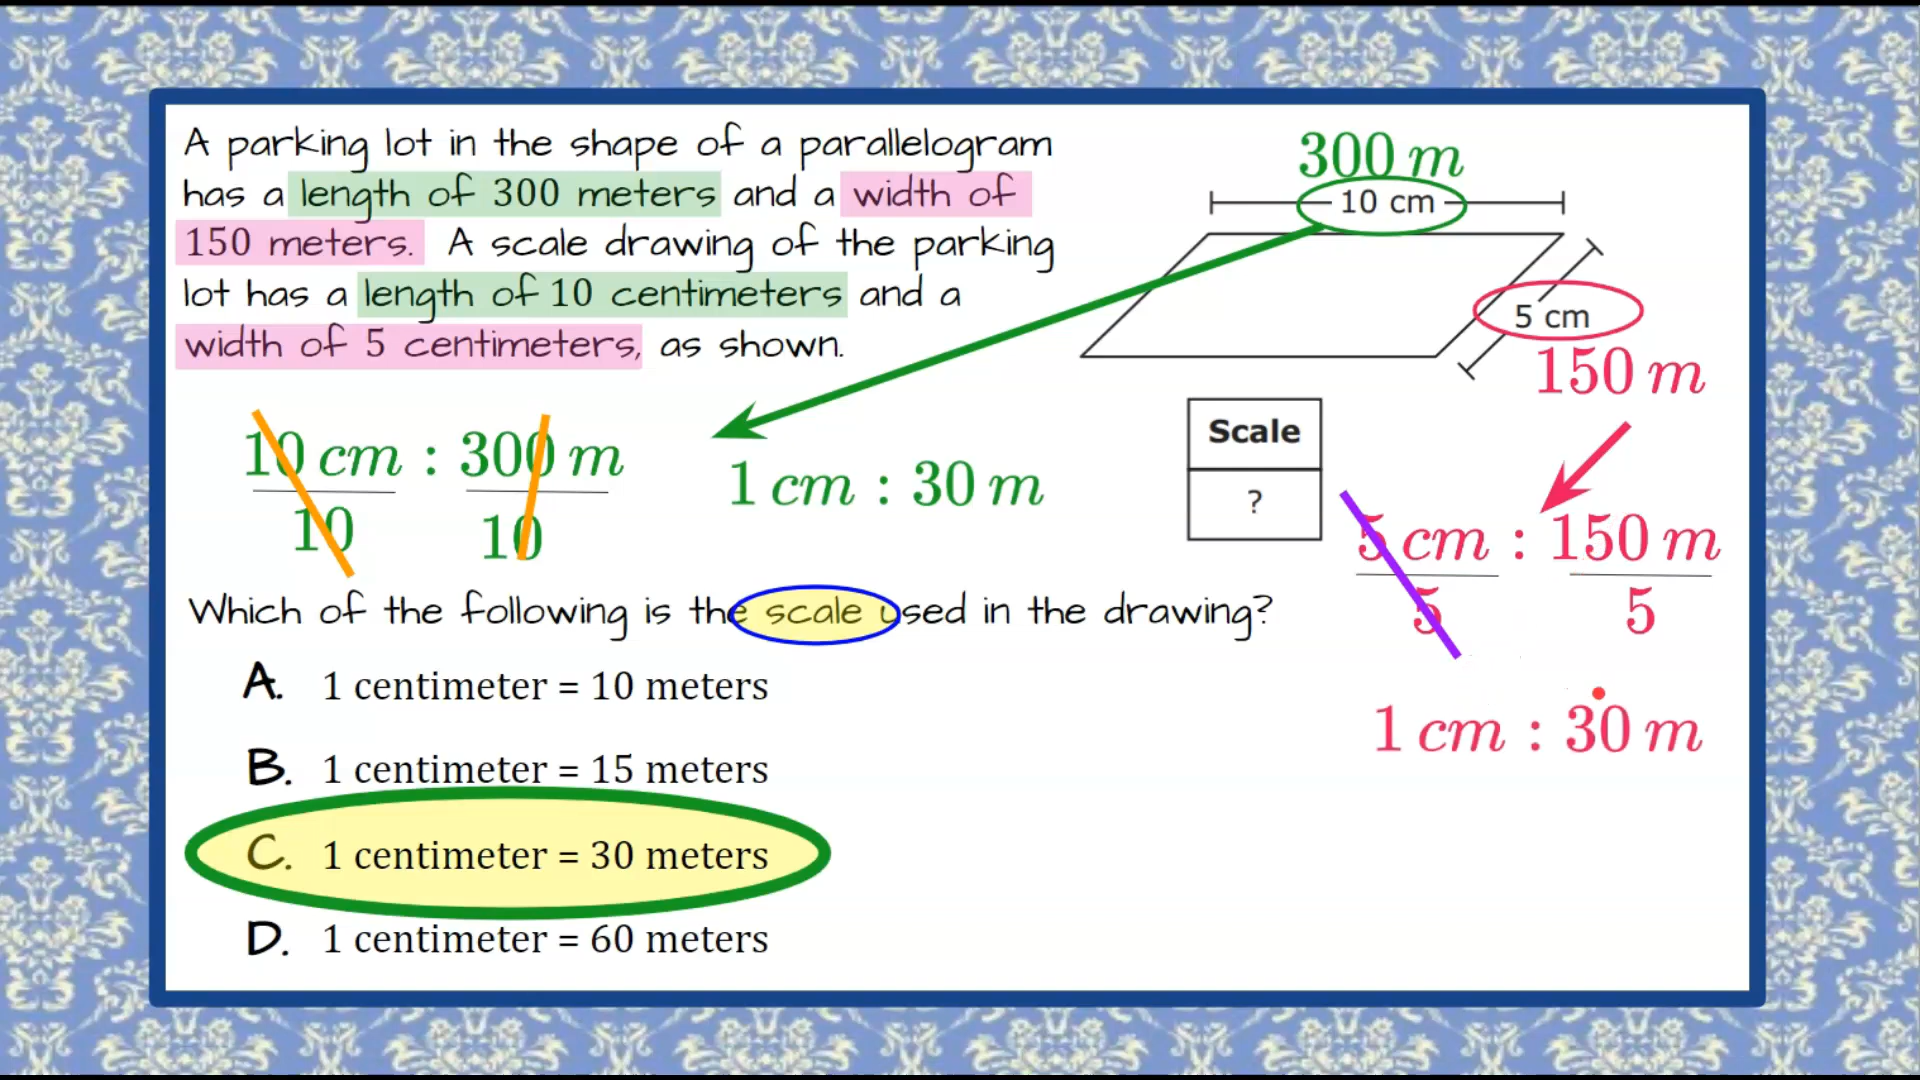 A parking lot in the shape of a parallelogram
has a length of 300 meters and a width of
150 meters. A scale drawing of the parking
lot has a length of 10 centimeters and a
width of 5 centimeters, as shown.
300 m
10 cm
5 cm
150 m
10 cm : 300 m
10 10
1 cm : 30 m
Scale
?
5 cm : 150 m
5 5
1 cm : 30 m
Which of the following is the scale used in the drawing?
A. 1 centimeter = 10 meters
B. 1 centimeter = 15 meters
C. 1 centimeter = 30 meters
D. 1 centimeter = 60 meters